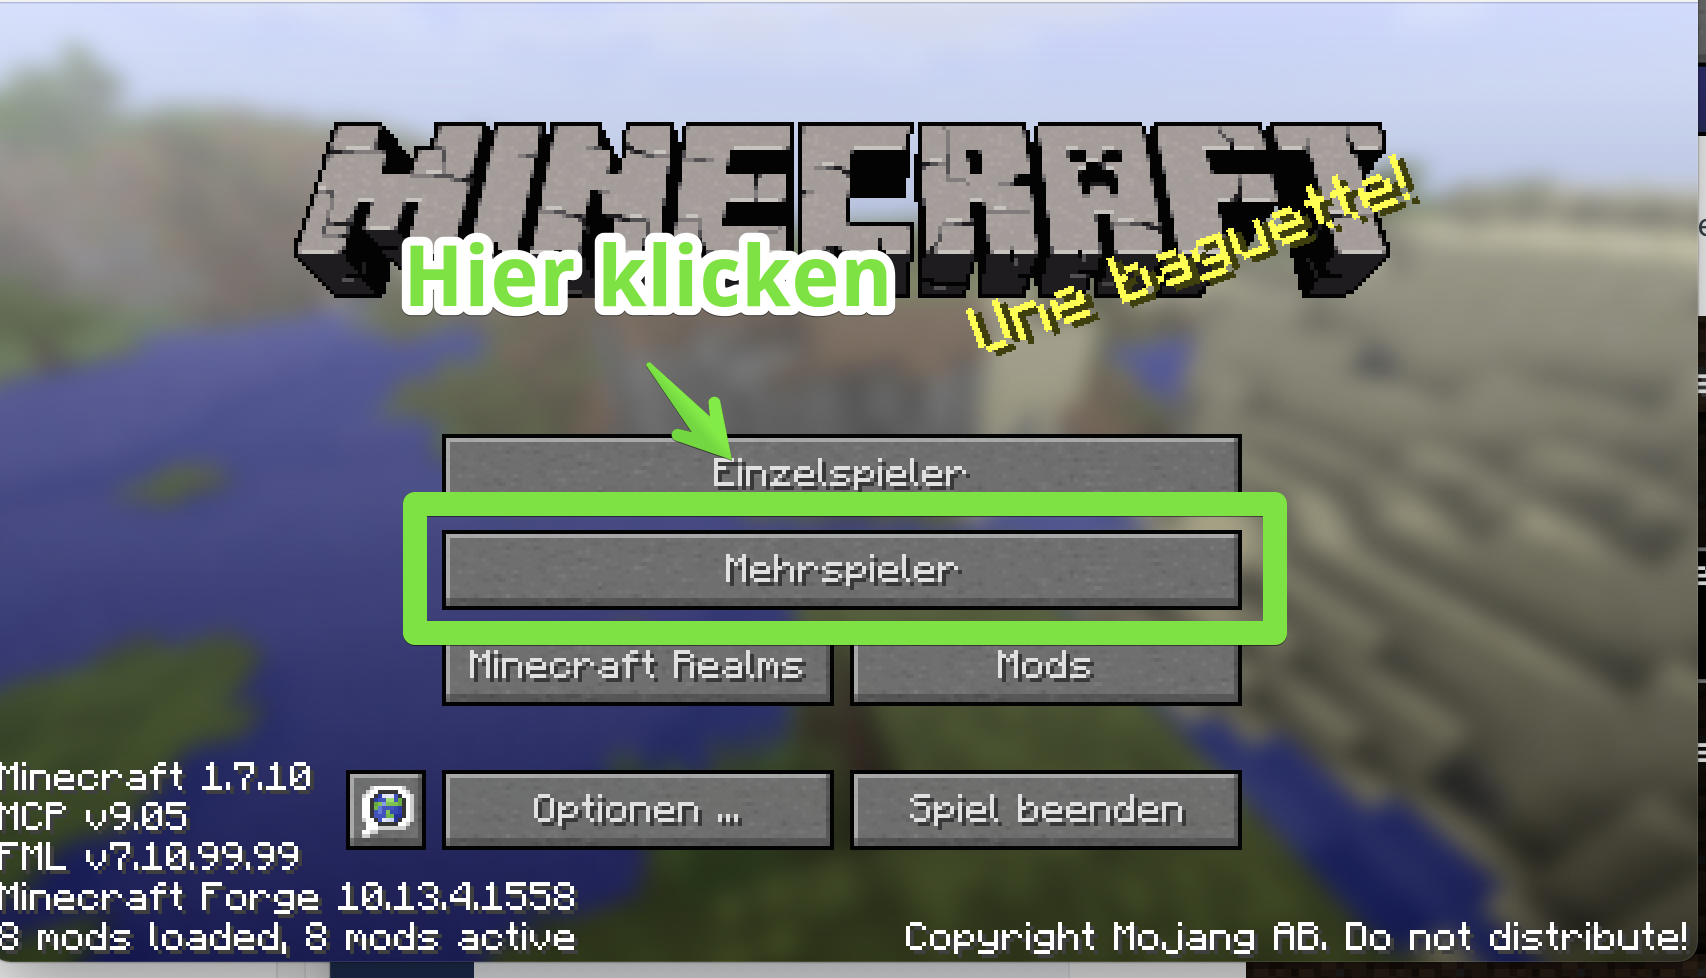 MINECRAFT
Une baguette!
Hier klicken
Einzelspieler
Mehrspieler
Minecraft Realms
Mods
Optionen ...
Spiel beenden
Minecraft 1.7.10
MCP v9.05
FML v7.10.99.99
Minecraft Forge 10.13.4.1558
8 mods loaded, 8 mods active
Copyright Mojang AB. Do not distribute!